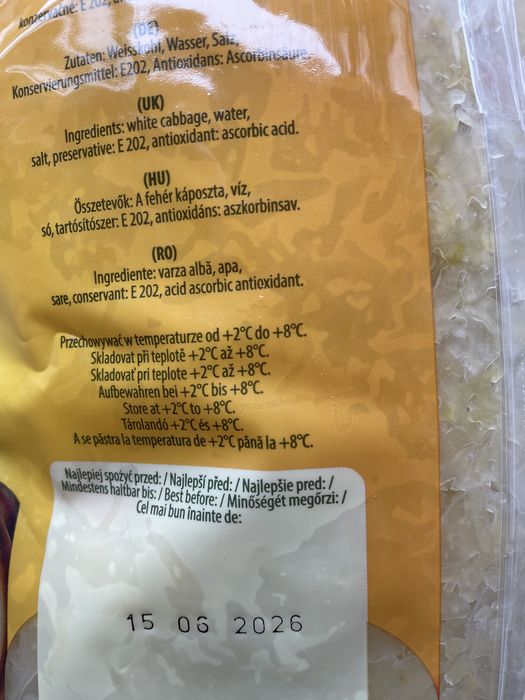 konzervačné: E 202,
(DE)
Zutaten: Weisskohl, Wasser, Salz,
Konservierungsmittel: E202, Antioxidans: Ascorbinsäure.
(UK)
Ingredients: white cabbage, water,
salt, preservative: E 202, antioxidant: ascorbic acid.
(HU)
Összetevők: A fehér káposzta, víz,
só, tartósítószer: E 202, antioxidáns: aszkorbinsav.
(RO)
Ingrediente: varza albă, apa,
sare, conservant: E 202, acid ascorbic antioxidant.
Przechowywać w temperaturze od +2°C do +8°C.
Skladovat při teplotě +2°C až +8°C.
Skladovať pri teplote +2°C až +8°C.
Aufbewahren bei +2°C bis +8°C.
Store at +2°C to +8°C.
Tárolandó +2°C és +8°C.
A se păstra la temperatura de +2°C până la +8°C.
Najlepiej spożyć przed: / Najlepší před: / Najlepšie pred: /
Mindestens haltbar bis: / Best before: / Minőségét megőrzi: /
Cel mai bun înainte de:
15 06 2026